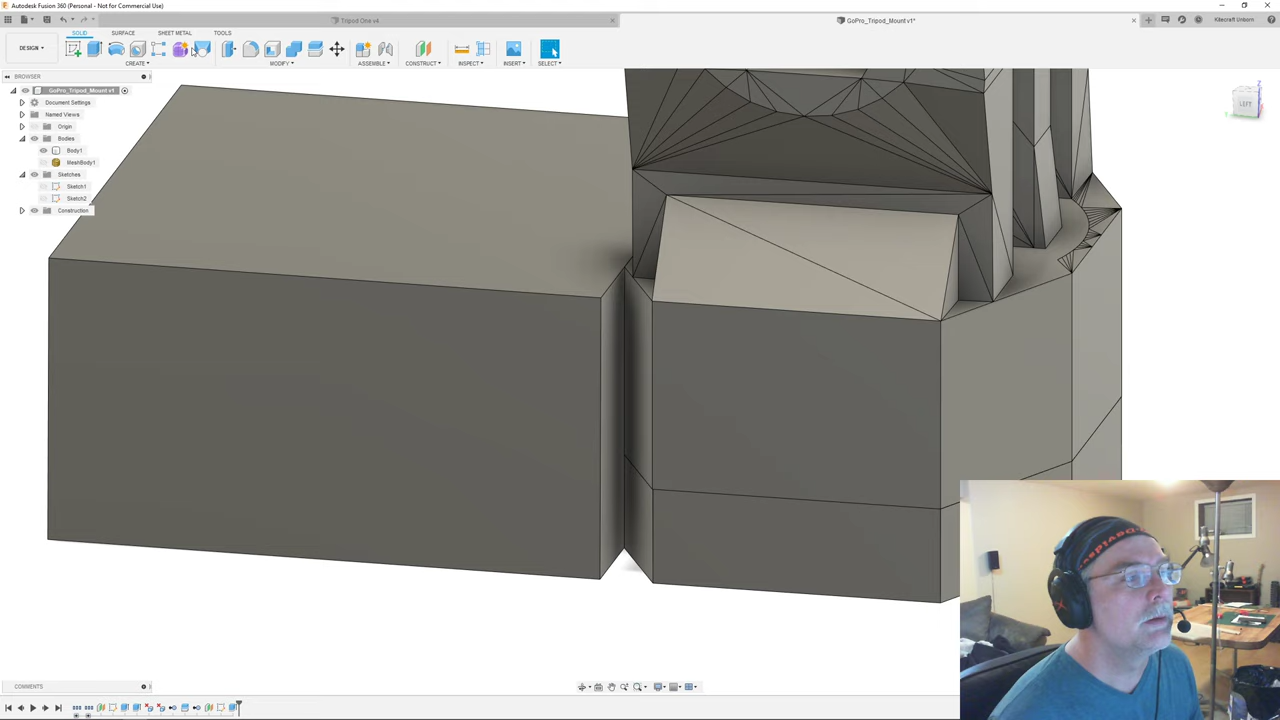 Autodesk Fusion 360 (Personal - Not for Commercial Use)
Tripod One v4
GoPro_Tripod_Mount v1*
Kitecraft Unborn
SOLID
SURFACE
SHEET METAL
TOOLS
DESIGN
CREATE
MODIFY
ASSEMBLE
CONSTRUCT
INSPECT
INSERT
SELECT
BROWSER
GoPro_Tripod_Mount v1
Document Settings
Named Views
Origin
Bodies
Body1
MeshBody1
Sketches
Sketch1
Sketch2
Construction
LEFT
Z
COMMENTS